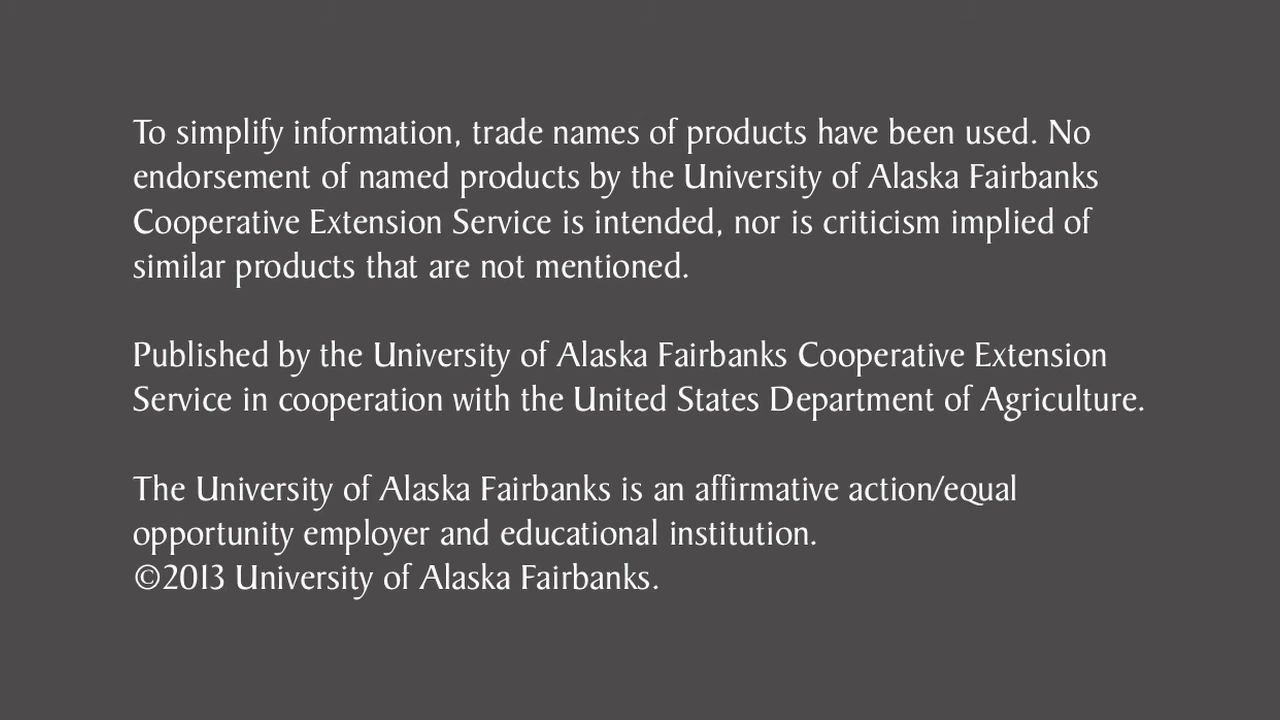 To simplify information, trade names of products have been used. No
endorsement of named products by the University of Alaska Fairbanks
Cooperative Extension Service is intended, nor is criticism implied of
similar products that are not mentioned.
Published by the University of Alaska Fairbanks Cooperative Extension
Service in cooperation with the United States Department of Agriculture.
The University of Alaska Fairbanks is an affirmative action/equal
opportunity employer and educational institution.
©2013 University of Alaska Fairbanks.